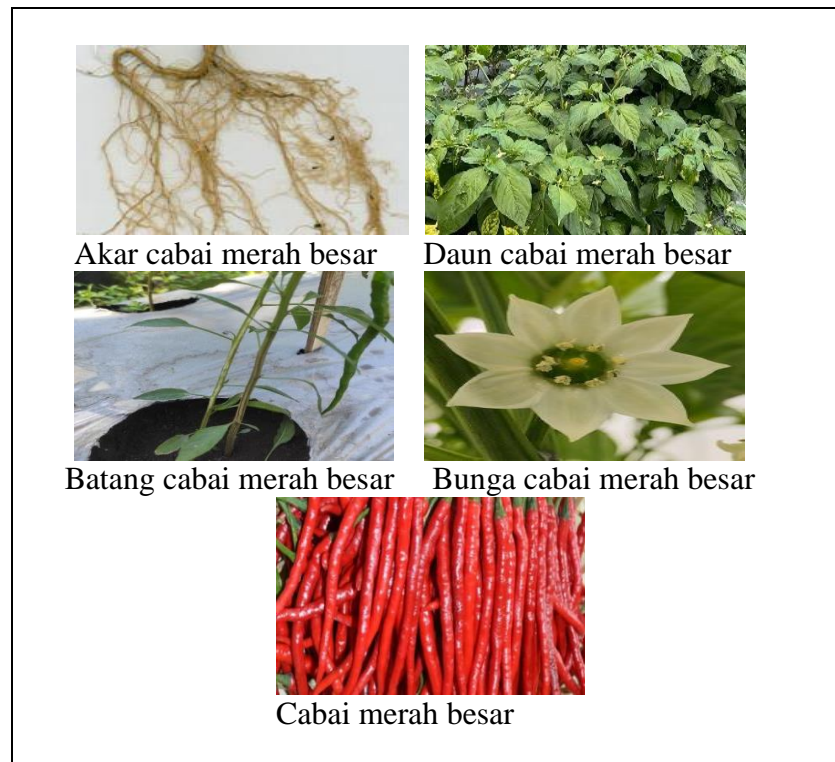 Akar cabai merah besar
Daun cabai merah besar
Batang cabai merah besar
Bunga cabai merah besar
Cabai merah besar